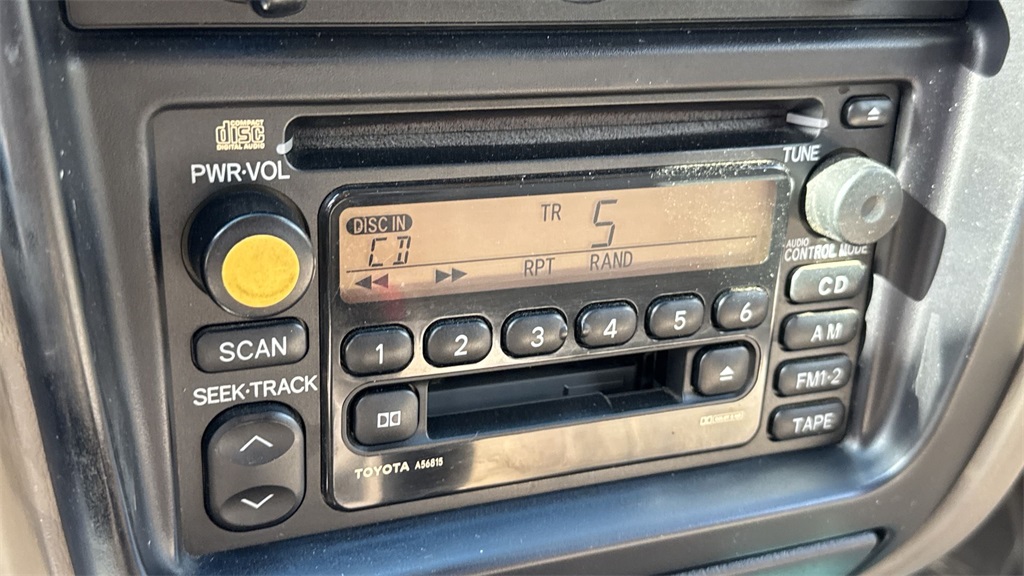 COMPACT
disc
DIGITAL AUDIO
PWR·VOL
TUNE
DISC IN
CD
TR 5
RPT RAND
AUDIO
CONTROL MODE
CD
AM
FM1·2
TAPE
SCAN
1 2 3 4 5 6
SEEK·TRACK
TOYOTA A56815